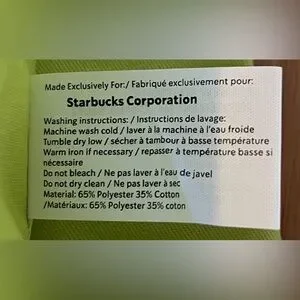 Made Exclusively For:/ Fabriqué exclusivement pour:
Starbucks Corporation
Washing instructions: / Instructions de lavage:
Machine wash cold / laver à la machine à l'eau froide
Tumble dry low / sécher à tambour à basse température
Warm iron if necessary / repasser à température basse si
nécessaire
Do not bleach / Ne pas laver à l'eau de javel
Do not dry clean / Ne pas laver à sec
Material: 65% Polyester 35% Cotton
/Matériaux: 65% Polyester 35% coton